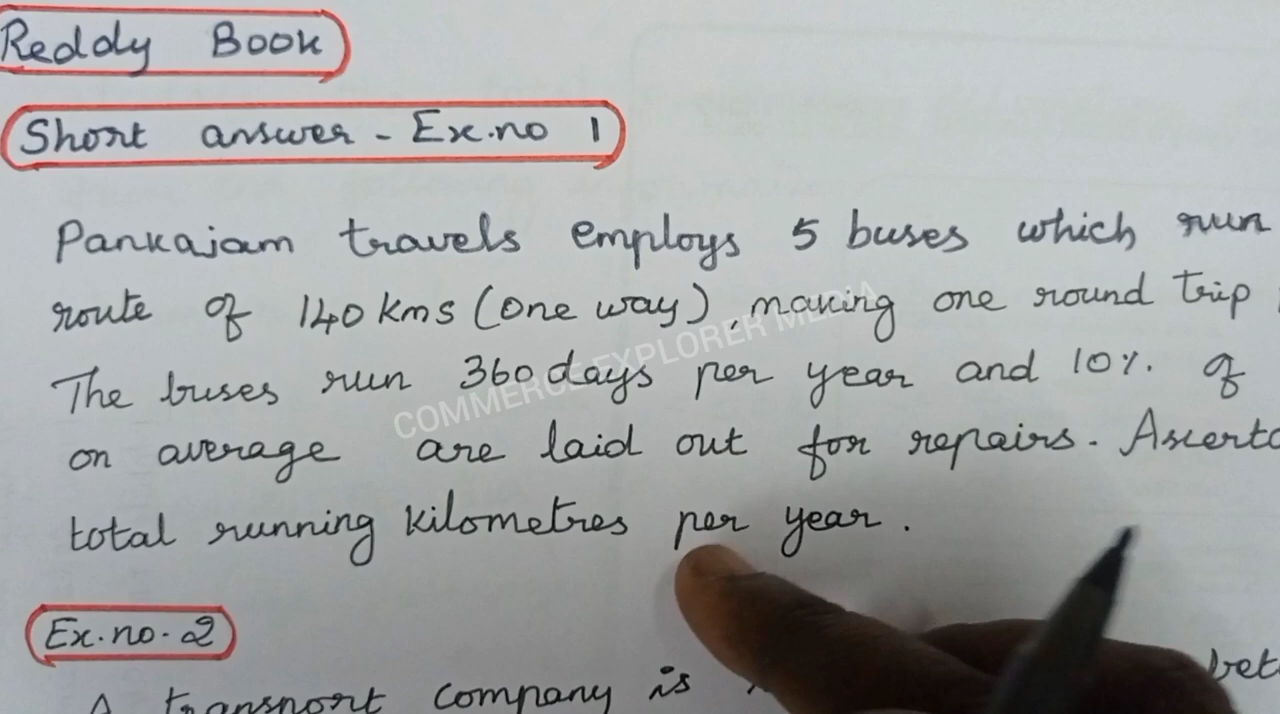 Reddy Book
Short answer - Ex.no 1
Pankajam travels employs 5 buses which run
route of 140 kms (one way), making one round trip
The buses run 360 days per year and 10%. of
on average are laid out for repairs. Ascerta
total running kilometres per year.
Ex.no.2
A transport company is bet
COMMERCE EXPLORER MEDIA